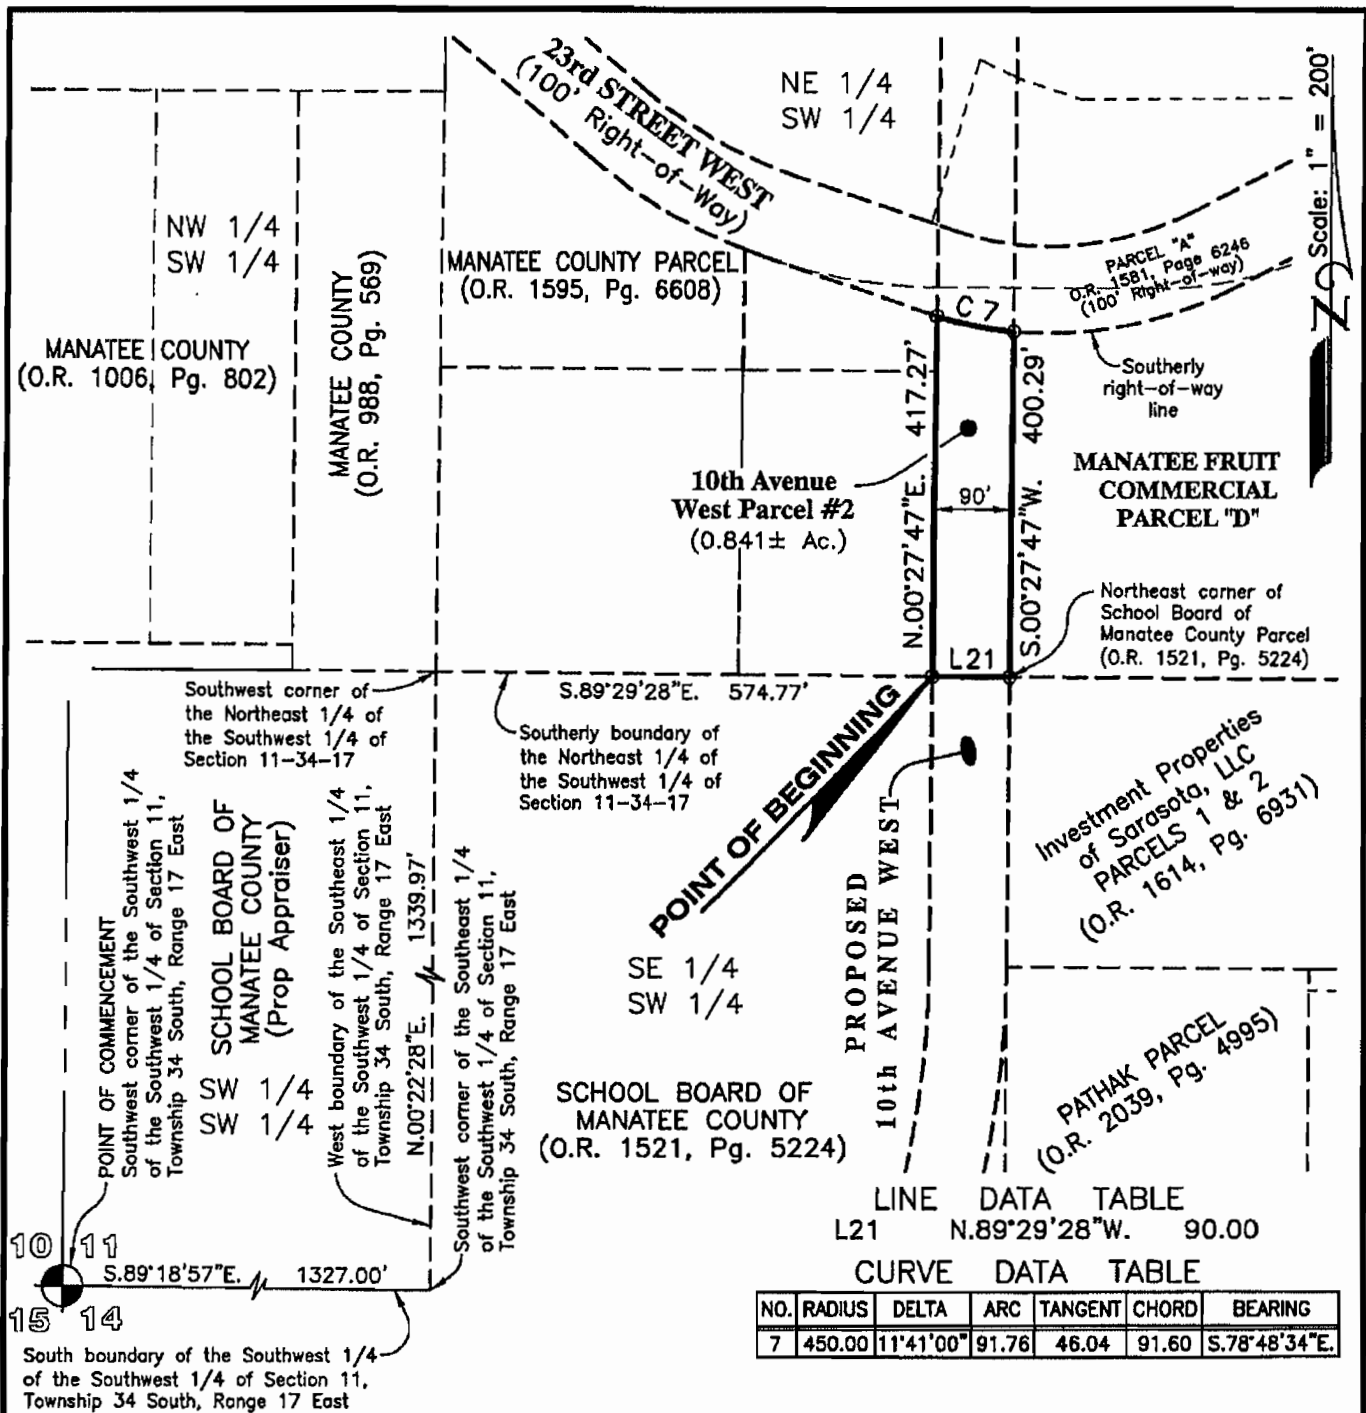 23rd STREET WEST
(100' Right-of-Way)
NE 1/4
SW 1/4
Scale: 1" = 200'
NW 1/4
SW 1/4
MANATEE COUNTY
(O.R. 988, Pg. 569)
MANATEE COUNTY PARCEL
(O.R. 1595, Pg. 6608)
PARCEL "A"
O.R. 1581, Page 6246
(100' Right-of-way)
C 7
MANATEE COUNTY
(O.R. 1006, Pg. 802)
Southerly
right-of-way
line
N.00°27'47"E. 417.27'
S.00°27'47"W. 400.29'
90'
10th Avenue
West Parcel #2
(0.841± Ac.)
MANATEE FRUIT
COMMERCIAL
PARCEL "D"
Northeast corner of
School Board of
Manatee County Parcel
(O.R. 1521, Pg. 5224)
L21
Southwest corner of
the Northeast 1/4 of
the Southwest 1/4 of
Section 11-34-17
S.89°29'28"E. 574.77'
Southerly boundary of
the Northeast 1/4 of
the Southwest 1/4 of
Section 11-34-17
POINT OF BEGINNING
PROPOSED
10th AVENUE WEST
Investment Properties
of Sarasota, LLC
PARCELS 1 & 2
(O.R. 1614, Pg. 6931)
POINT OF COMMENCEMENT
Southwest corner of the Southwest 1/4
of the Southwest 1/4 of Section 11,
Township 34 South, Range 17 East
SCHOOL BOARD OF
MANATEE COUNTY
(Prop Appraiser)
SW 1/4
SW 1/4
West boundary of the Southeast 1/4
of the Southwest 1/4 of Section 11,
Township 34 South, Range 17 East
N.00°22'28"E. 1339.97'
Southwest corner of the Southeast 1/4
of the Southwest 1/4 of Section 11,
Township 34 South, Range 17 East
SE 1/4
SW 1/4
SCHOOL BOARD OF
MANATEE COUNTY
(O.R. 1521, Pg. 5224)
PATHAK PARCEL
(O.R. 2039, Pg. 4995)
10 11
15 14
S.89°18'57"E. 1327.00'
South boundary of the Southwest 1/4
of the Southwest 1/4 of Section 11,
Township 34 South, Range 17 East
LINE DATA TABLE
L21 N.89°29'28"W. 90.00
CURVE DATA TABLE
NO. RADIUS DELTA ARC TANGENT CHORD BEARING
7 450.00 11°41'00" 91.76 46.04 91.60 S.78°48'34"E.